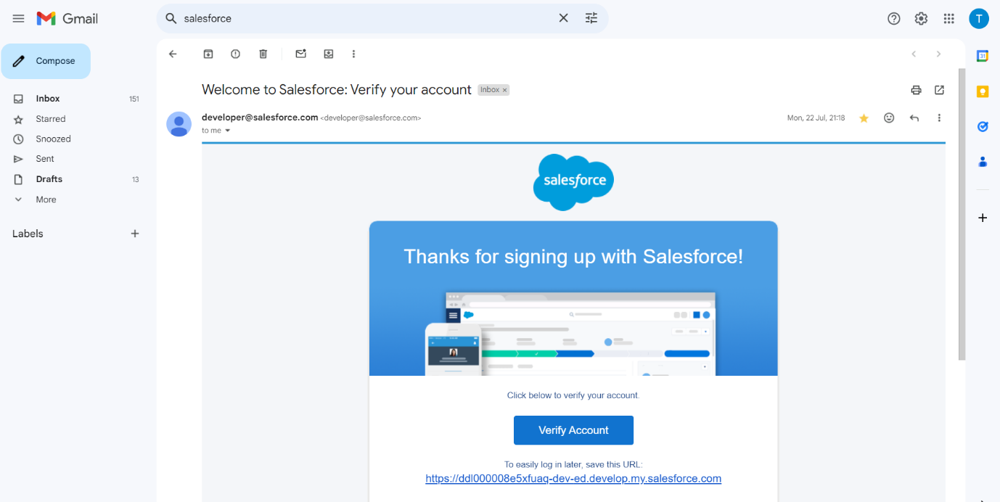 Gmail
salesforce
T
Compose
31
Welcome to Salesforce: Verify your account Inbox ×
Inbox 151
developer@salesforce.com <developer@salesforce.com> Mon, 22 Jul, 21:18
Starred
to me
Snoozed
Sent
Drafts 13
salesforce
More
Labels
Thanks for signing up with Salesforce!
Click below to verify your account.
Verify Account
To easily log in later, save this URL:
https://ddl000008e5xfuaq-dev-ed.develop.my.salesforce.com